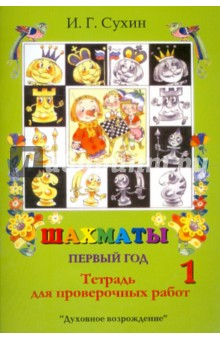 И. Г. Сухин
ШАХМАТЫ
ПЕРВЫЙ ГОД
1
Тетрадь
для проверочных работ
"Духовное возрождение"